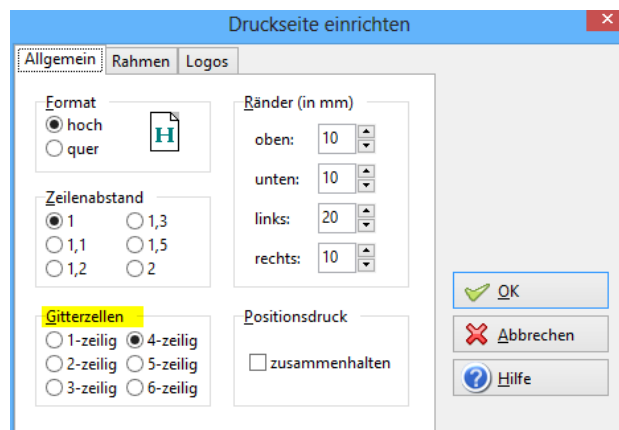 Druckseite einrichten
Allgemein Rahmen Logos
Format
hoch
quer
H
Zeilenabstand
1 1,3
1,1 1,5
1,2 2
Gitterzellen
1-zeilig 4-zeilig
2-zeilig 5-zeilig
3-zeilig 6-zeilig
Ränder (in mm)
oben: 10
unten: 10
links: 20
rechts: 10
Positionsdruck
zusammenhalten
OK
Abbrechen
? Hilfe